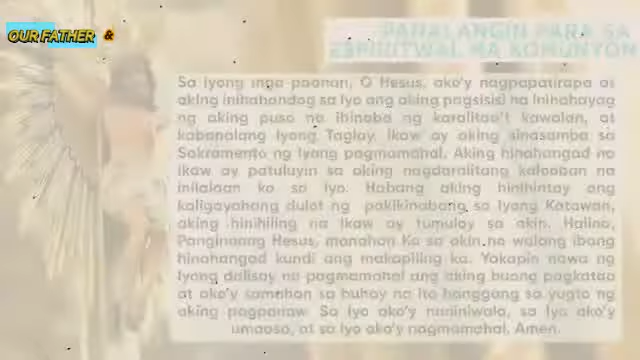 OUR FATHER &
PANALANGIN PARA SA
ESPIRITWAL NA KOMUNYON
Sa Iyong mga paanan, O Hesus, ako'y nagpapatirapa at
aking inihahandog sa Iyo ang aking pagsisisi na inihahayag
ng aking puso na ibinaba ng karalitao't kawalan, at
kabanalang Iyong Taglay. Ikaw ay aking sinasamba sa
Sakramento ng Iyong pagmamahal. Aking hinahangad na
ikaw ay patuluyin sa aking nagdaralitang kalooban na
inilalaan ko sa Iyo. Habang aking hinihintay ang
kaligayahang dulot ng pakikinabang sa Iyong Katawan,
aking hinihiling na Ikaw ay tumuloy sa akin. Halina,
Panginoong Hesus, manahan Ka sa akin na walang ibang
hinahangad kundi ang makapiling ka. Yakapin nawa ng
Iyong dalisay na pagmamahal ang aking buong pagkatao
at ako'y samahan sa buhay na ito hanggang sa yugto ng
aking pagpanaw. Sa Iyo ako'y naniniwala, sa Iyo ako'y
umaasa, at sa Iyo ako'y nagmamahal. Amen.